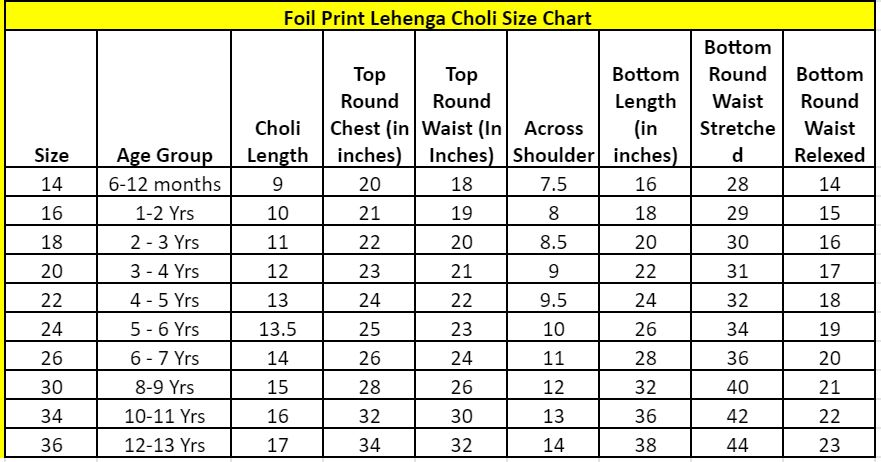 Foil Print Lehenga Choli Size Chart
Size Age Group Choli Length Top Round Chest (in inches) Top Round Waist (In Inches) Across Shoulder Bottom Length (in inches) Bottom Round Waist Stretche d Bottom Round Waist Relexed
14 6-12 months 9 20 18 7.5 16 28 14
16 1-2 Yrs 10 21 19 8 18 29 15
18 2 - 3 Yrs 11 22 20 8.5 20 30 16
20 3 - 4 Yrs 12 23 21 9 22 31 17
22 4 - 5 Yrs 13 24 22 9.5 24 32 18
24 5 - 6 Yrs 13.5 25 23 10 26 34 19
26 6 - 7 Yrs 14 26 24 11 28 36 20
30 8-9 Yrs 15 28 26 12 32 40 21
34 10-11 Yrs 16 32 30 13 36 42 22
36 12-13 Yrs 17 34 32 14 38 44 23